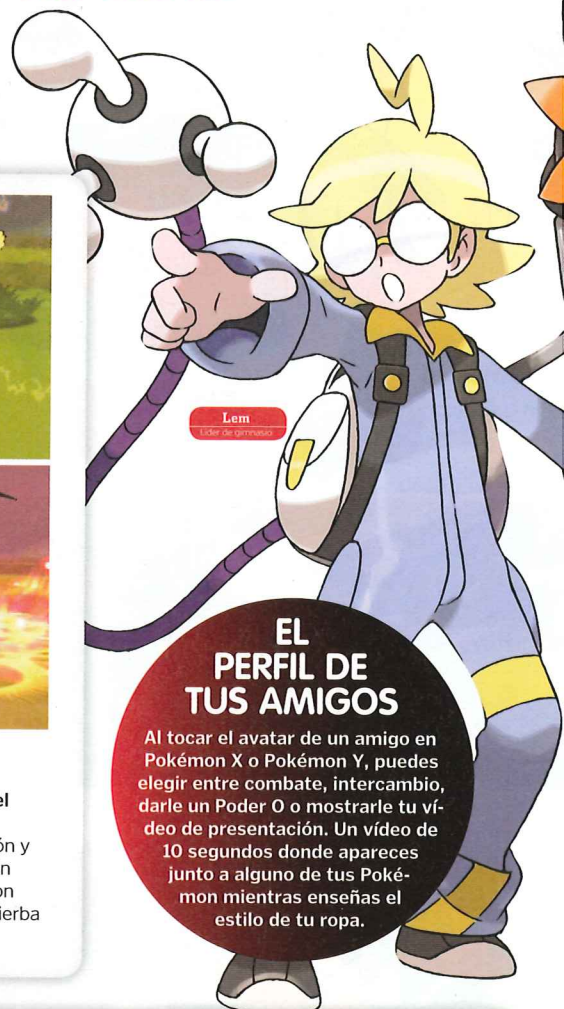 Lem
Líder de gimnasio
EL
PERFIL DE
TUS AMIGOS
Al tocar el avatar de un amigo en
Pokémon X o Pokémon Y, puedes
elegir entre combate, intercambio,
darle un Poder O o mostrarle tu ví-
deo de presentación. Un vídeo de
10 segundos donde apareces
junto a alguno de tus Poké-
mon mientras enseñas el
estilo de tu ropa.
el
ón y
n
on
ierba